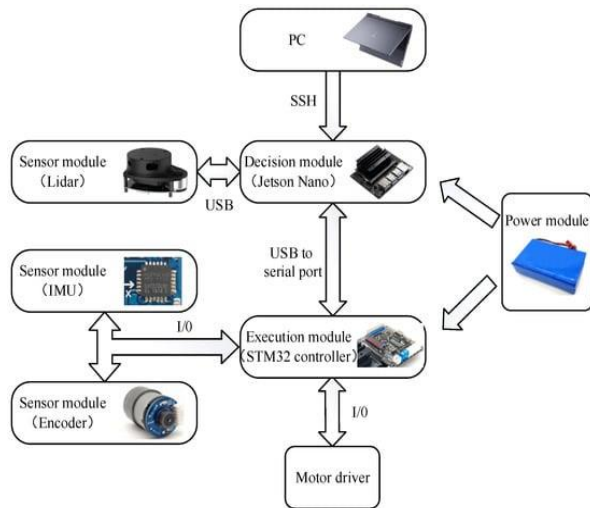 PC
SSH
Sensor module
（Lidar）
USB
Decision module
（Jetson Nano）
Power module
USB to
serial port
Sensor module
（IMU）
I/0
Execution module
（STM32 controller）
Sensor module
（Encoder）
I/0
Motor driver